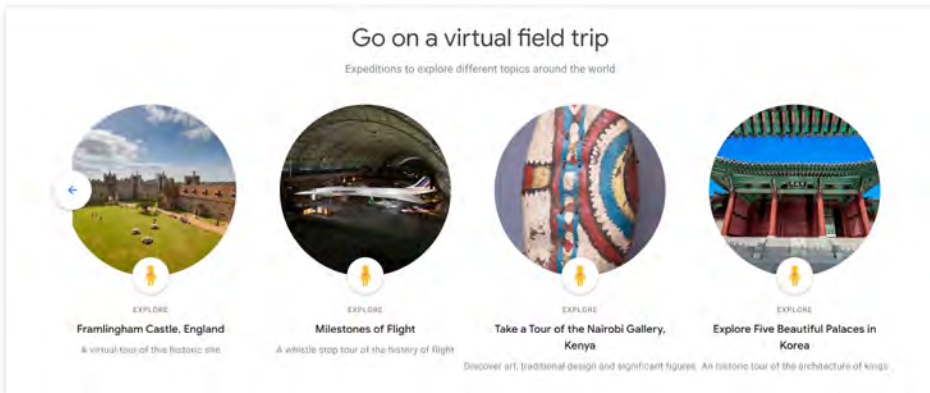 Go on a virtual field trip
Expeditions to explore different topics around the world
EXPLORE
Framlingham Castle, England
A virtual tour of this historic site
EXPLORE
Milestones of Flight
A whistle-stop tour of the history of flight
EXPLORE
Take a Tour of the Nairobi Gallery,
Kenya
Discover art, traditional design and significant figures
EXPLORE
Explore Five Beautiful Palaces in
Korea
An historic tour of the architecture of kings